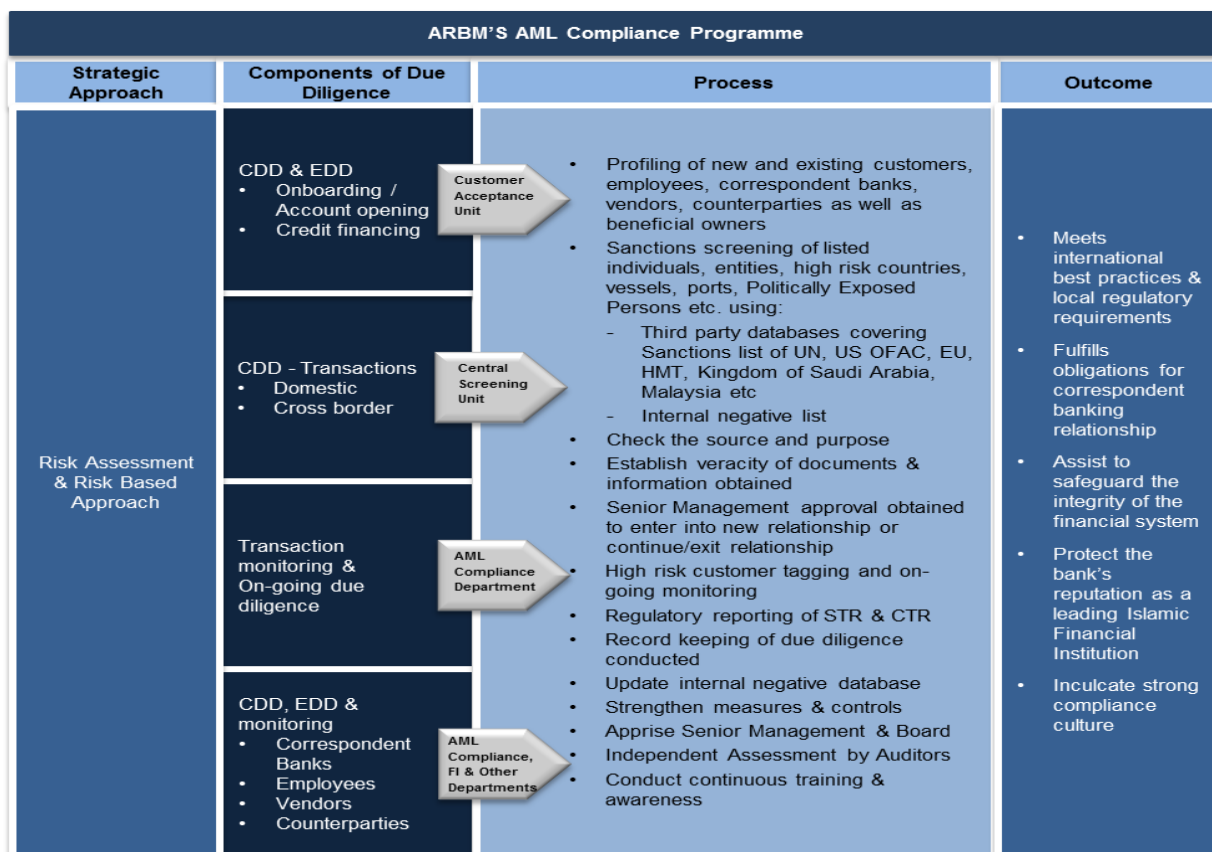 ARBM'S AML Compliance Programme
Strategic
Approach
Components of Due
Diligence
Process
Outcome
Risk Assessment
& Risk Based
Approach
CDD & EDD
• Onboarding /
Account opening
• Credit financing
CDD - Transactions
• Domestic
• Cross border
Transaction
monitoring &
On-going due
diligence
CDD, EDD &
monitoring
• Correspondent
Banks
• Employees
• Vendors
• Counterparties
Customer
Acceptance
Unit
Central
Screening
Unit
AML
Compliance
Department
AML
Compliance,
FI & Other
Departments
• Profiling of new and existing customers,
employees, correspondent banks,
vendors, counterparties as well as
beneficial owners
• Sanctions screening of listed
individuals, entities, high risk countries,
vessels, ports, Politically Exposed
Persons etc. using:
- Third party databases covering
Sanctions list of UN, US OFAC, EU,
HMT, Kingdom of Saudi Arabia,
Malaysia etc
- Internal negative list
• Check the source and purpose
• Establish veracity of documents &
information obtained
• Senior Management approval obtained
to enter into new relationship or
continue/exit relationship
• High risk customer tagging and on-
going monitoring
• Regulatory reporting of STR & CTR
• Record keeping of due diligence
conducted
• Update internal negative database
• Strengthen measures & controls
• Apprise Senior Management & Board
• Independent Assessment by Auditors
• Conduct continuous training &
awareness
• Meets
international
best practices &
local regulatory
requirements
• Fulfills
obligations for
correspondent
banking
relationship
• Assist to
safeguard the
integrity of the
financial system
• Protect the
bank's
reputation as a
leading Islamic
Financial
Institution
• Inculcate strong
compliance
culture